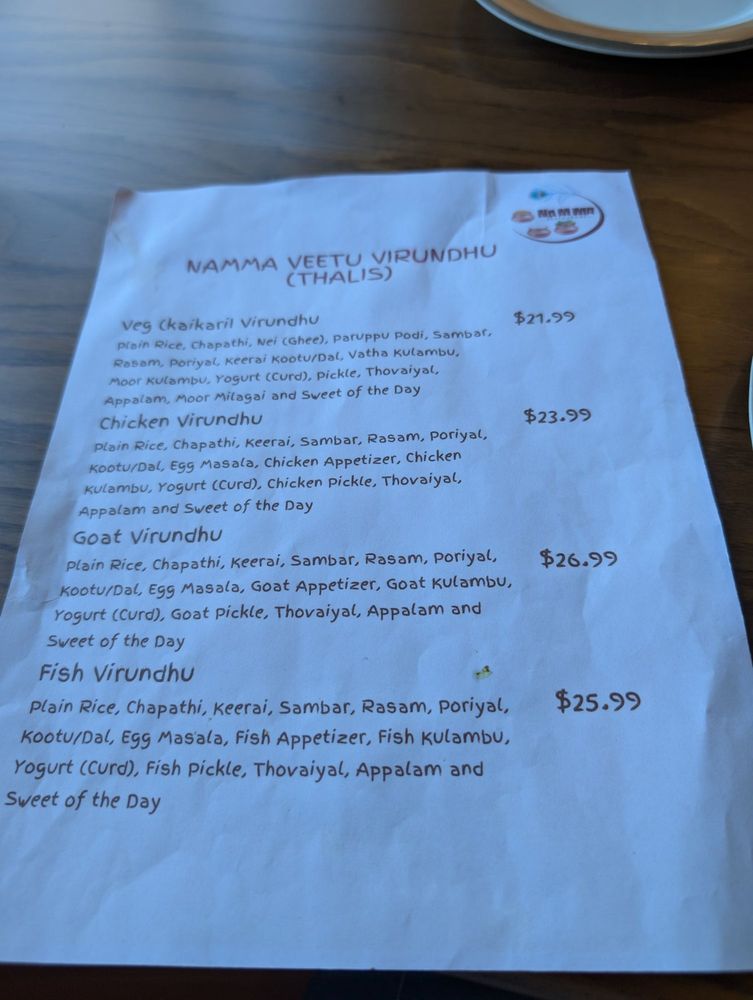 NAMMA
NAMMA VEETU VIRUNDHU
(THALIS)
Veg (kaikari) Virundhu $21.99
Plain Rice, Chapathi, Nei (Ghee), Paruppu Podi, Sambar,
Rasam, Poriyal, Keerai Kootu/Dal, Vatha Kulambu,
Moor Kulambu, Yogurt (Curd), Pickle, Thovaiyal,
Appalam, Moor Milagai and Sweet of the Day
Chicken Virundhu $23.99
Plain Rice, Chapathi, Keerai, Sambar, Rasam, Poriyal,
Kootu/Dal, Egg Masala, Chicken Appetizer, Chicken
Kulambu, Yogurt (Curd), Chicken Pickle, Thovaiyal,
Appalam and Sweet of the Day
Goat Virundhu $26.99
Plain Rice, Chapathi, Keerai, Sambar, Rasam, Poriyal,
Kootu/Dal, Egg Masala, Goat Appetizer, Goat Kulambu,
Yogurt (Curd), Goat Pickle, Thovaiyal, Appalam and
Sweet of the Day
Fish Virundhu $25.99
Plain Rice, Chapathi, Keerai, Sambar, Rasam, Poriyal,
Kootu/Dal, Egg Masala, Fish Appetizer, Fish Kulambu,
Yogurt (Curd), Fish Pickle, Thovaiyal, Appalam and
Sweet of the Day